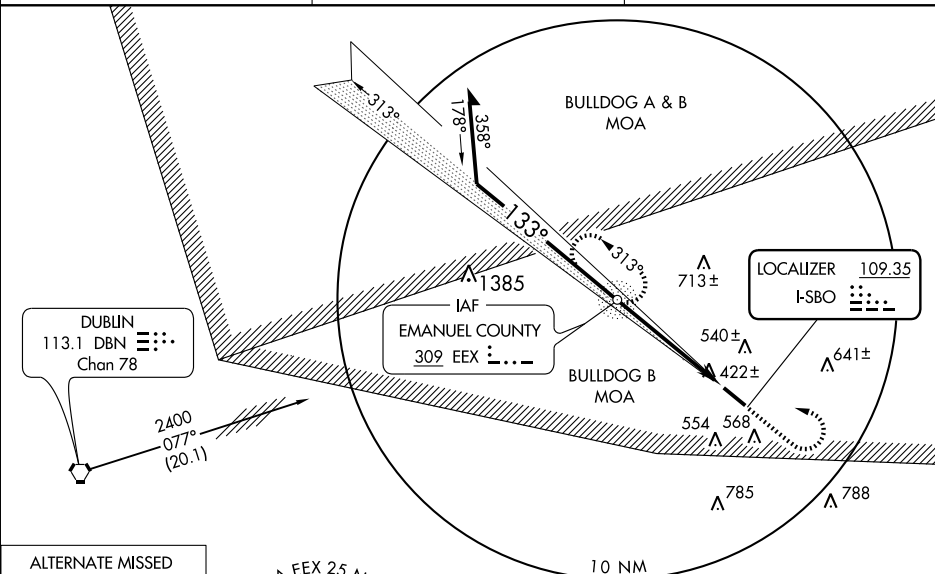 BULLDOG A & B
MOA
313°
178°
358°
133°
313°
713±
LOCALIZER 109.35
I-SBO
1385
IAF
EMANUEL COUNTY
309 EEX
DUBLIN
113.1 DBN
Chan 78
540±
422±
641±
BULLDOG B
MOA
2400
077°
(20.1)
554
568
785
788
ALTERNATE MISSED
EEX 25
10 NM